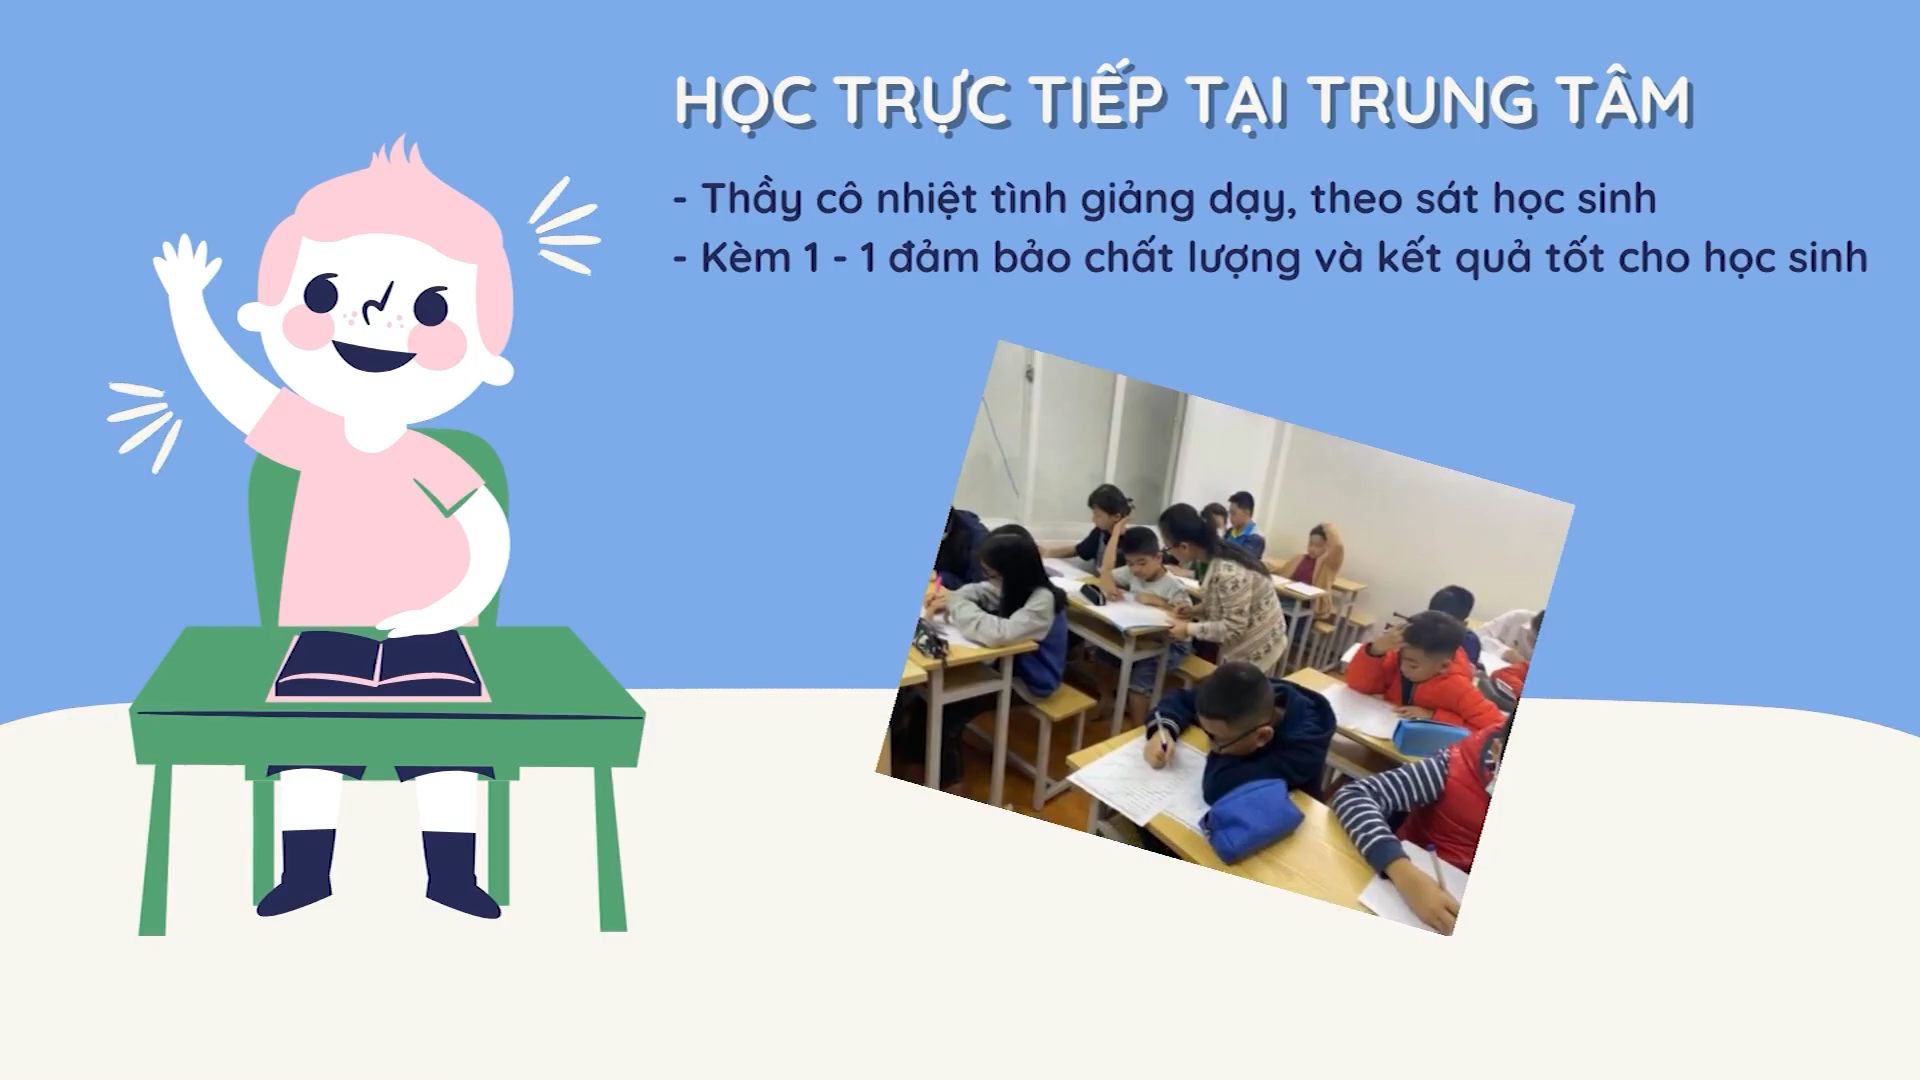 HỌC TRỰC TIẾP TẠI TRUNG TÂM
- Thầy cô nhiệt tình giảng dạy, theo sát học sinh
- Kèm 1 - 1 đảm bảo chất lượng và kết quả tốt cho học sinh